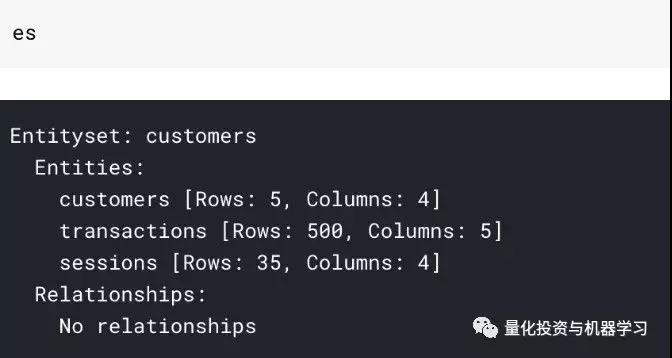 es
Entityset: customers
Entities:
customers [Rows: 5, Columns: 4]
transactions [Rows: 500, Columns: 5]
sessions [Rows: 35, Columns: 4]
Relationships:
No relationships
量化投资与机器学习